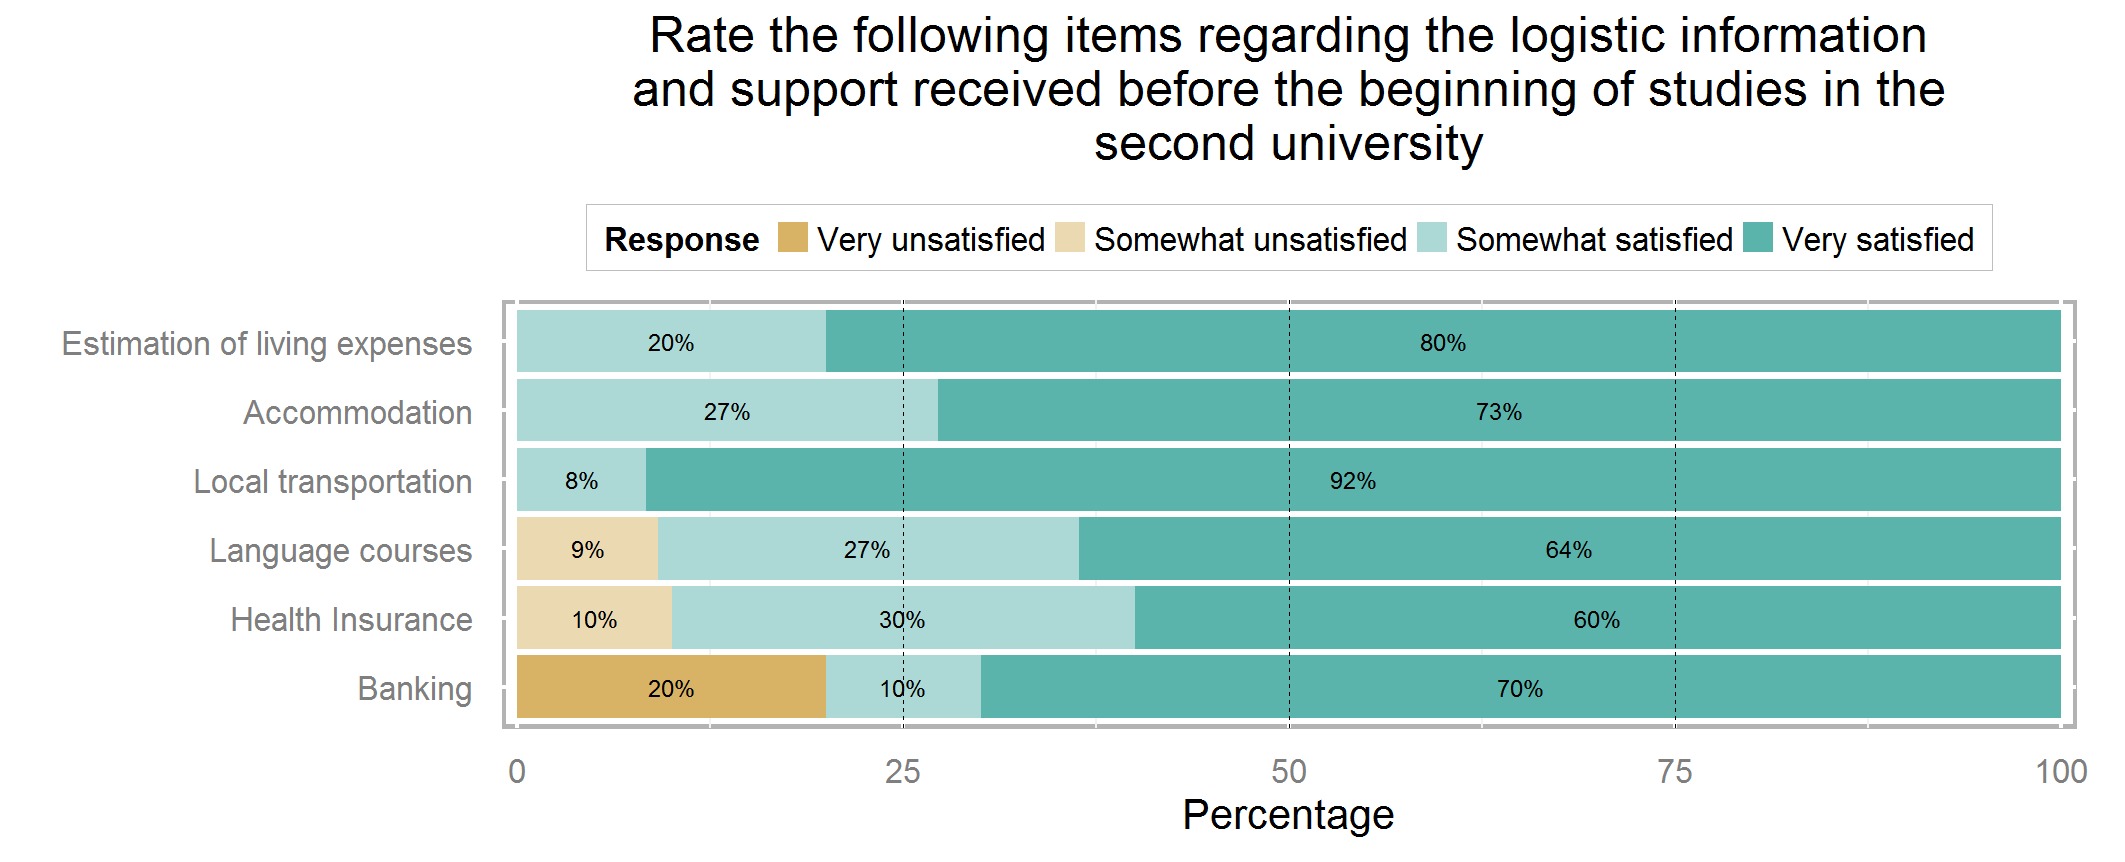 Rate the following items regarding the logistic information
and support received before the beginning of studies in the
second university
Response Very unsatisfied Somewhat unsatisfied Somewhat satisfied Very satisfied
Estimation of living expenses 20% 80%
Accommodation 27% 73%
Local transportation 8% 92%
Language courses 9% 27% 64%
Health Insurance 10% 30% 60%
Banking 20% 10% 70%
0 25 50 75 100
Percentage